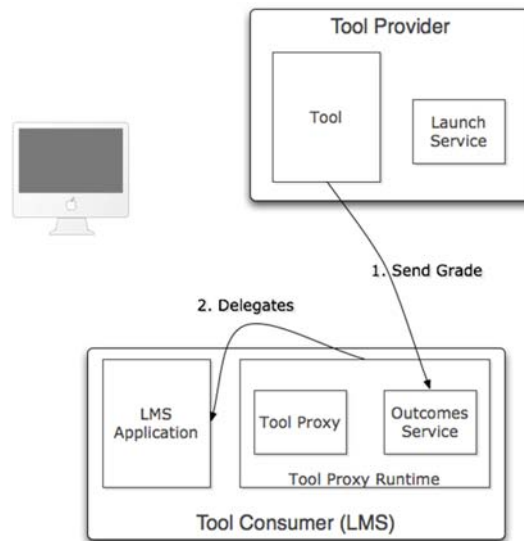 Tool Provider
Tool
Launch
Service
1. Send Grade
2. Delegates
LMS
Application
Tool Proxy
Outcomes
Service
Tool Proxy Runtime
Tool Consumer (LMS)